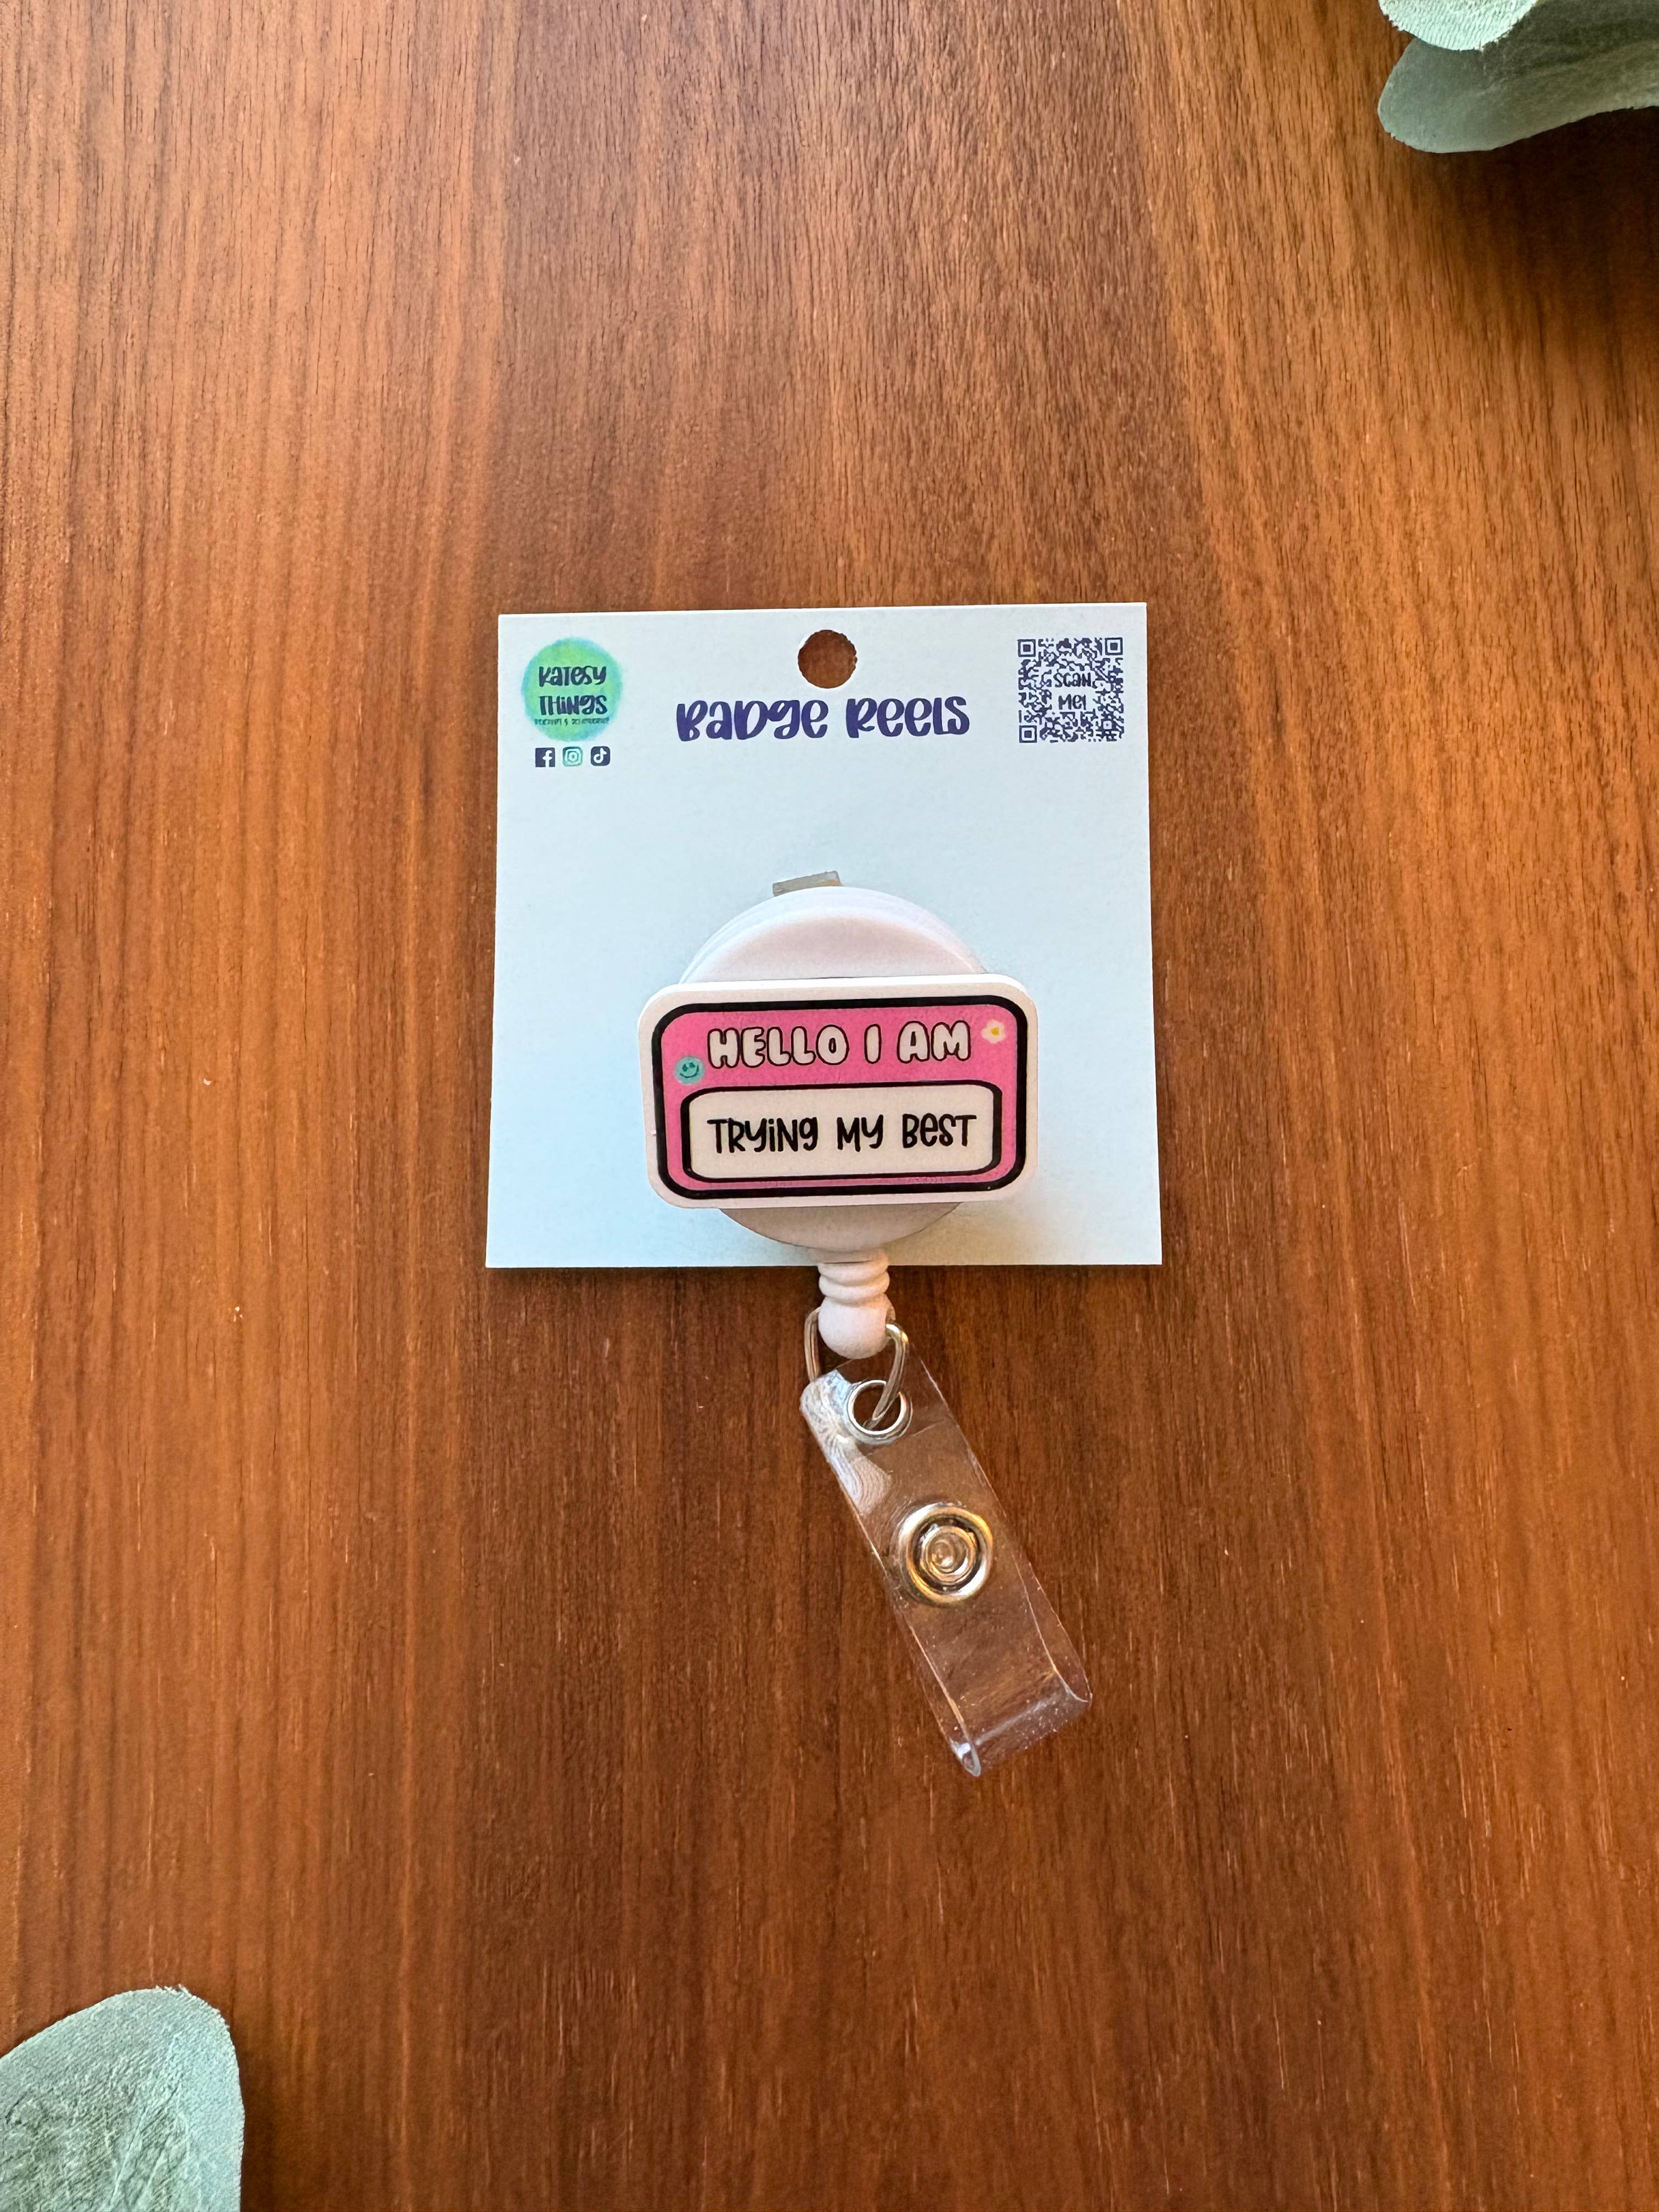 Katesy
Things
Badge Reels
Scan
Me!
HELLO I AM
TRyiNg My BeST